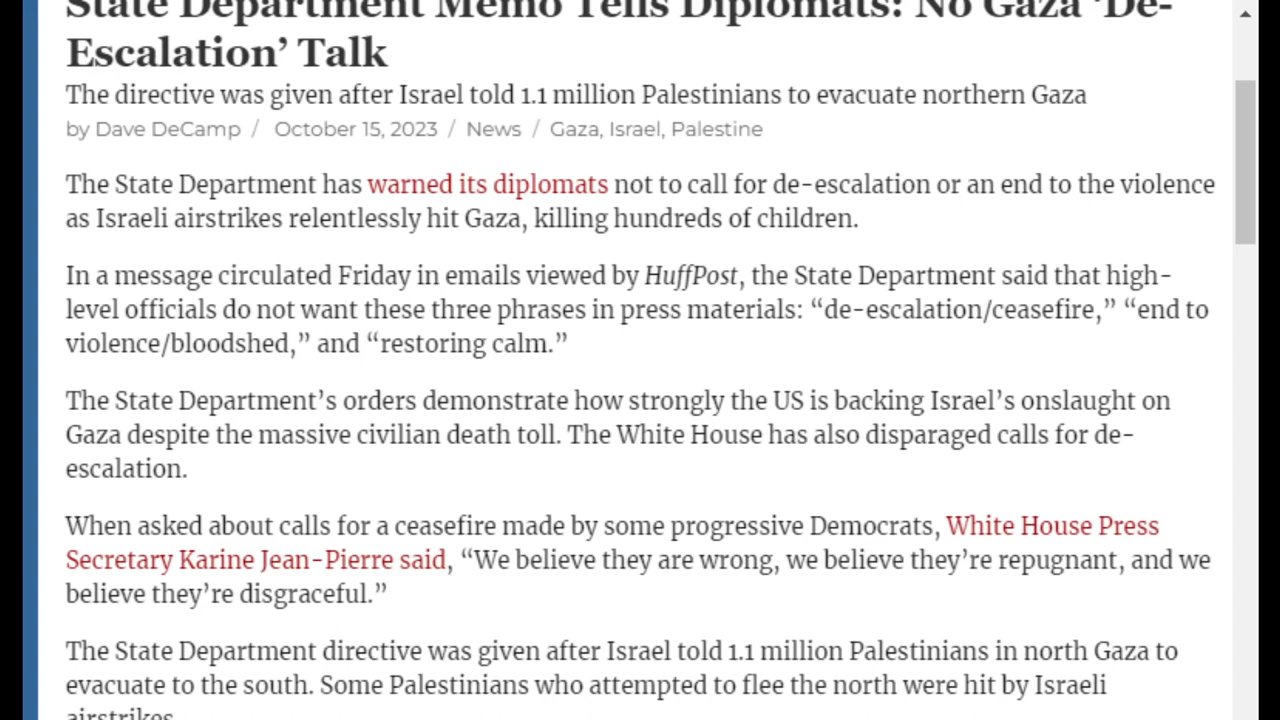 State Department Memo Tells Diplomats: No Gaza ‘De-
Escalation’ Talk
The directive was given after Israel told 1.1 million Palestinians to evacuate northern Gaza
by Dave DeCamp / October 15, 2023 / News / Gaza, Israel, Palestine
The State Department has warned its diplomats not to call for de-escalation or an end to the violence
as Israeli airstrikes relentlessly hit Gaza, killing hundreds of children.
In a message circulated Friday in emails viewed by HuffPost, the State Department said that high-
level officials do not want these three phrases in press materials: “de-escalation/ceasefire,” “end to
violence/bloodshed,” and “restoring calm.”
The State Department’s orders demonstrate how strongly the US is backing Israel’s onslaught on
Gaza despite the massive civilian death toll. The White House has also disparaged calls for de-
escalation.
When asked about calls for a ceasefire made by some progressive Democrats, White House Press
Secretary Karine Jean-Pierre said, “We believe they are wrong, we believe they’re repugnant, and we
believe they’re disgraceful.”
The State Department directive was given after Israel told 1.1 million Palestinians in north Gaza to
evacuate to the south. Some Palestinians who attempted to flee the north were hit by Israeli
airstrikes.